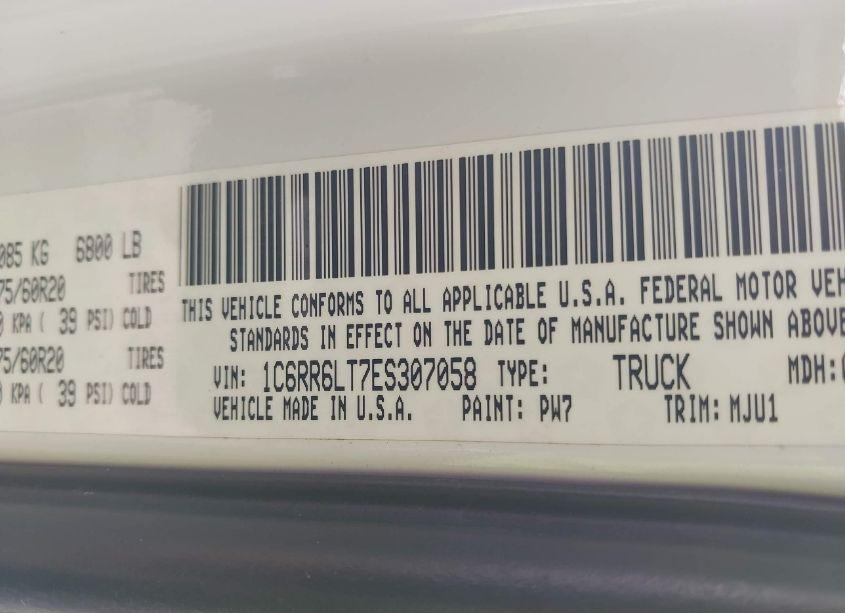 085 KG 6800 LB
75/60R20 TIRES
KPA ( 39 PSI) COLD
75/60R20 TIRES
KPA ( 39 PSI) COLD
THIS VEHICLE CONFORMS TO ALL APPLICABLE U.S.A. FEDERAL MOTOR VEH
STANDARDS IN EFFECT ON THE DATE OF MANUFACTURE SHOWN ABOVE
VIN: 1C6RR6LT7ES307058 TYPE: TRUCK MDH:
VEHICLE MADE IN U.S.A. PAINT: PW7 TRIM: MJU1